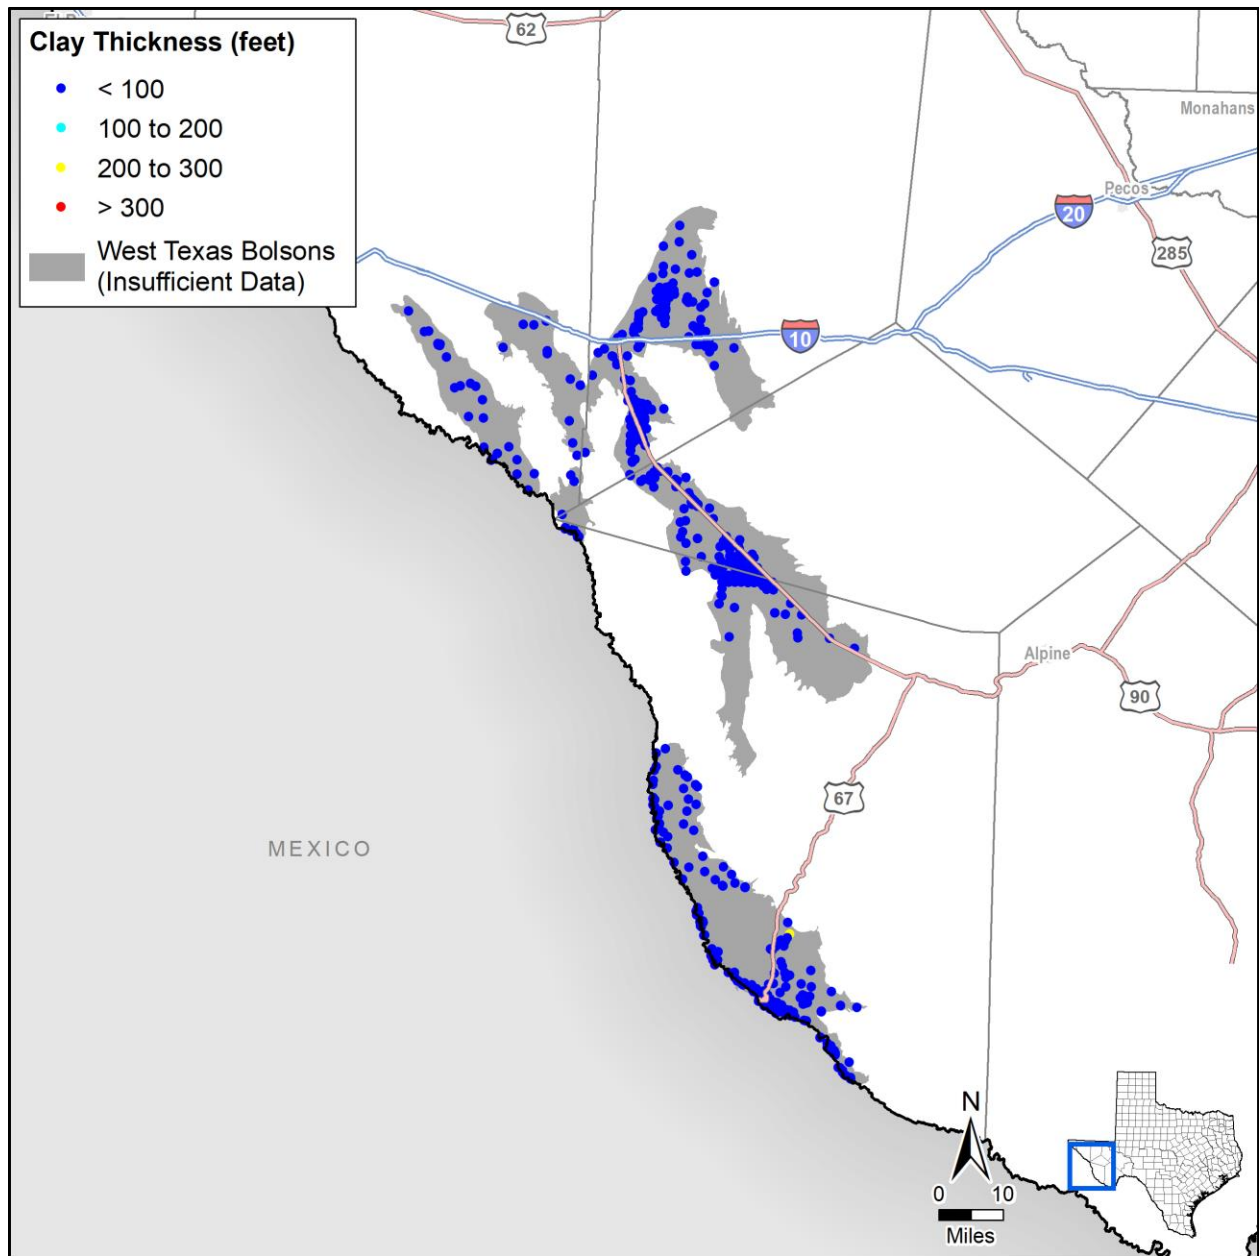 Clay Thickness (feet)
< 100
100 to 200
200 to 300
> 300
West Texas Bolsons
(Insufficient Data)
62
Monahans
Pecos
20
285
10
Alpine
90
67
MEXICO
N
0 10
Miles